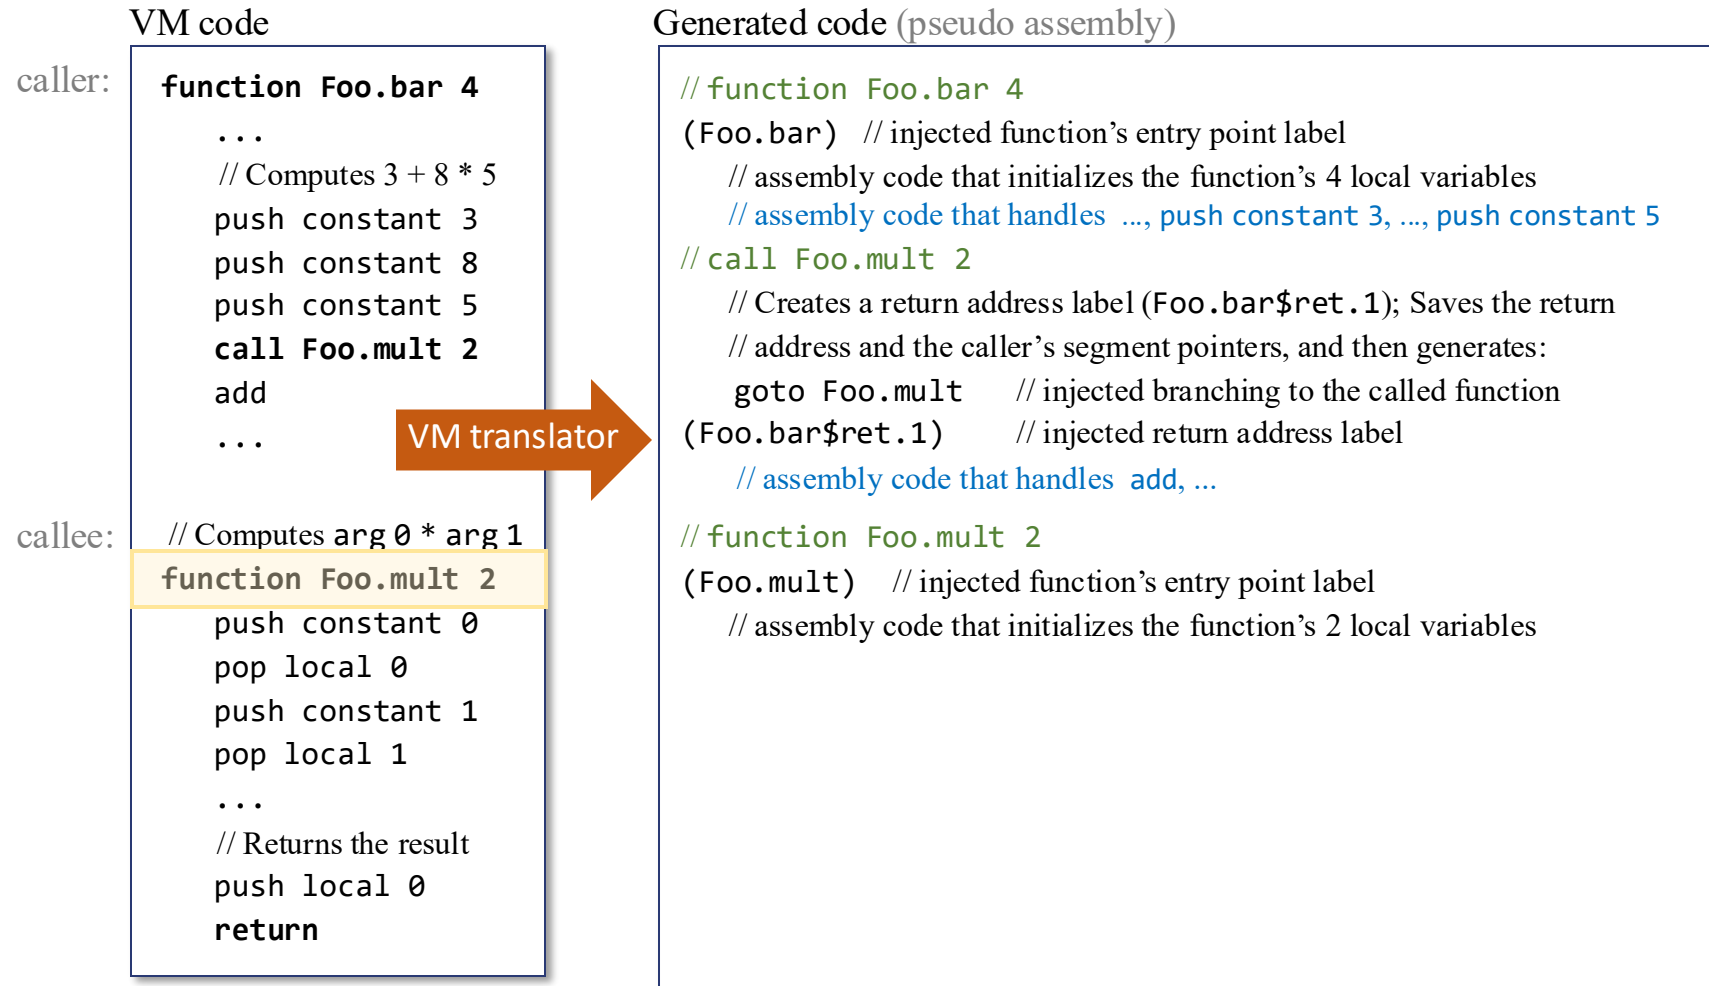 VM code
caller:
function Foo.bar 4
...
// Computes 3 + 8 * 5
push constant 3
push constant 8
push constant 5
call Foo.mult 2
add
...
callee:
// Computes arg 0 * arg 1
function Foo.mult 2
push constant 0
pop local 0
push constant 1
pop local 1
...
// Returns the result
push local 0
return
VM translator
Generated code (pseudo assembly)
// function Foo.bar 4
(Foo.bar) // injected function’s entry point label
// assembly code that initializes the function’s 4 local variables
// assembly code that handles ..., push constant 3, ..., push constant 5
// call Foo.mult 2
// Creates a return address label (Foo.bar$ret.1); Saves the return
// address and the caller’s segment pointers, and then generates:
goto Foo.mult // injected branching to the called function
(Foo.bar$ret.1) // injected return address label
// assembly code that handles add, ...
// function Foo.mult 2
(Foo.mult) // injected function’s entry point label
// assembly code that initializes the function’s 2 local variables